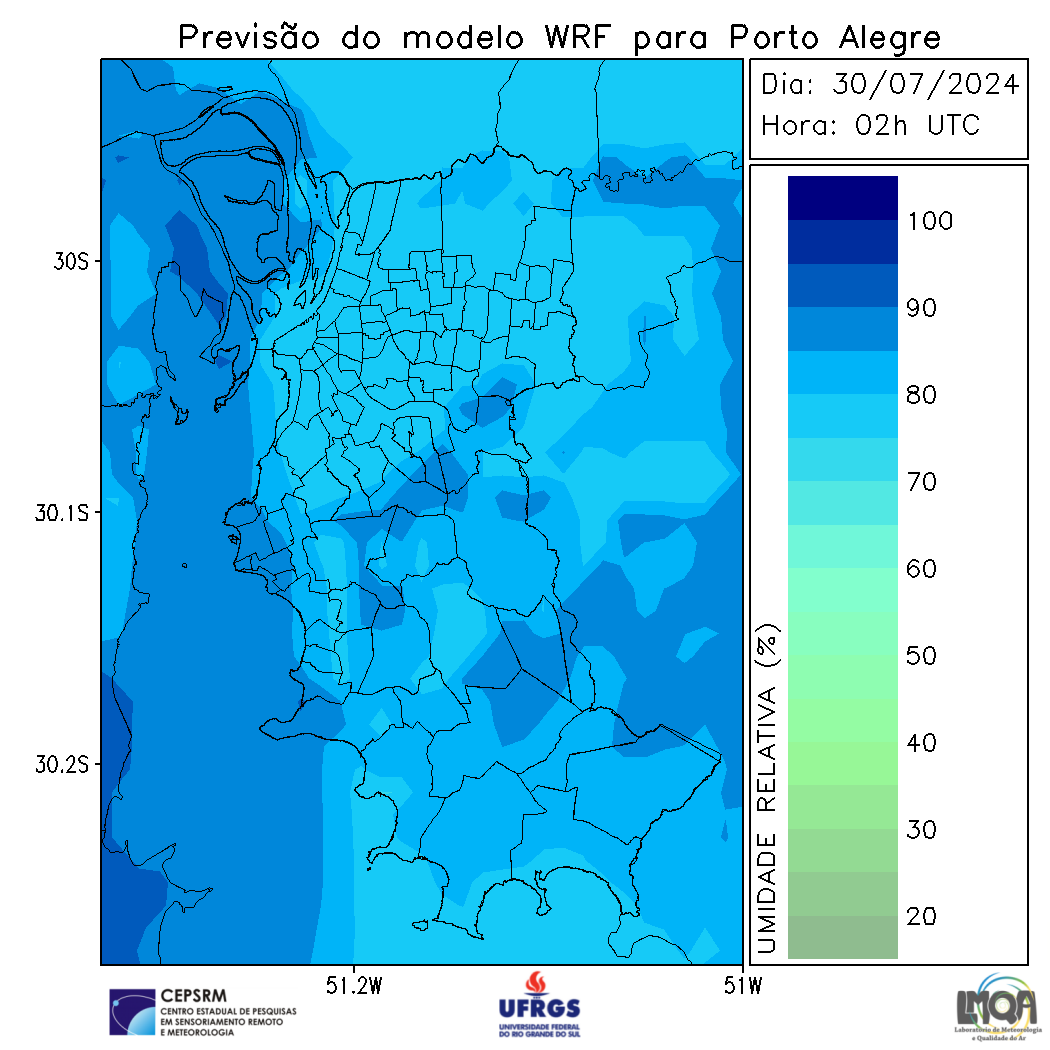 Previsão do modelo WRF para Porto Alegre
Dia: 30/07/2024
Hora: 02h UTC
30S
30.1S
30.2S
51.2W
51W
100
90
80
70
60
50
40
30
20
UMIDADE RELATIVA (%)
CEPSRM
CENTRO ESTADUAL DE PESQUISAS
EM SENSORIAMENTO REMOTO
E METEOROLOGIA
UFRGS
UNIVERSIDADE FEDERAL
DO RIO GRANDE DO SUL
LMQA
Laboratório de Meteorologia
e Qualidade do Ar